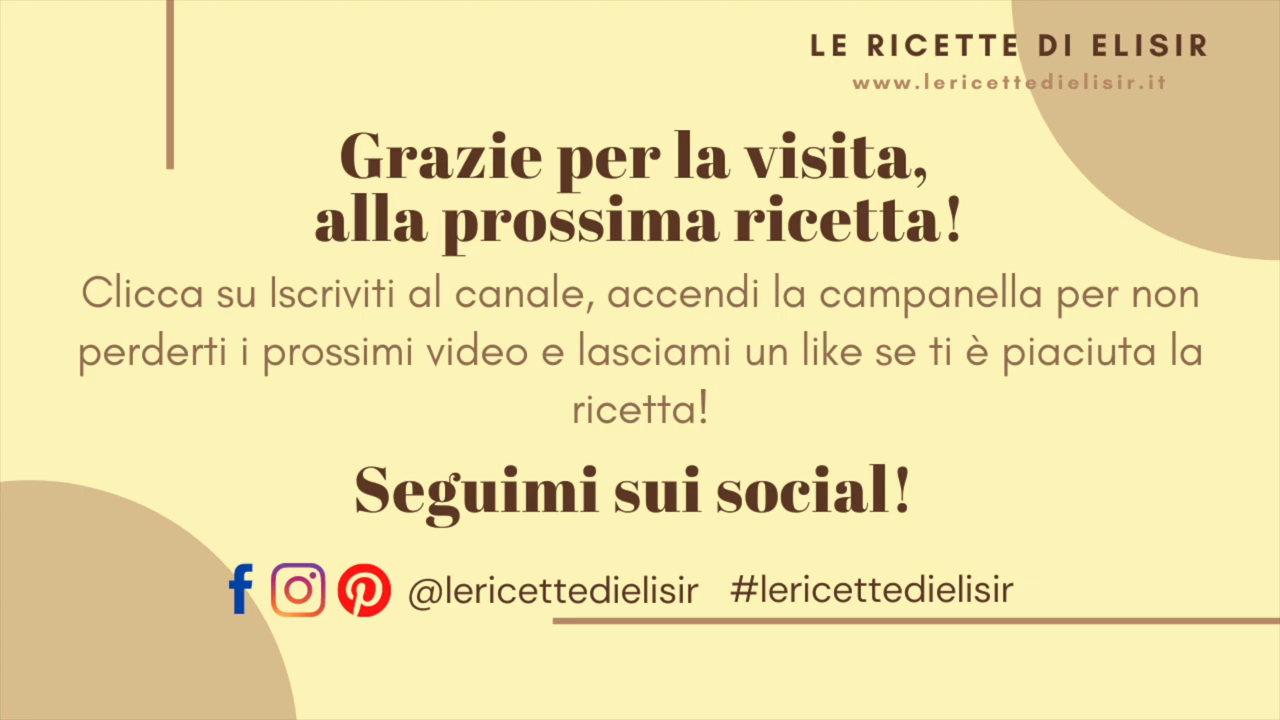 LE RICETTE DI ELISIR
www.lericettedielisir.it
Grazie per la visita,
alla prossima ricetta!
Clicca su Iscriviti al canale, accendi la campanella per non
perderti i prossimi video e lasciami un like se ti è piaciuta la
ricetta!
Seguimi sui social!
@lericettedielisir #lericettedielisir